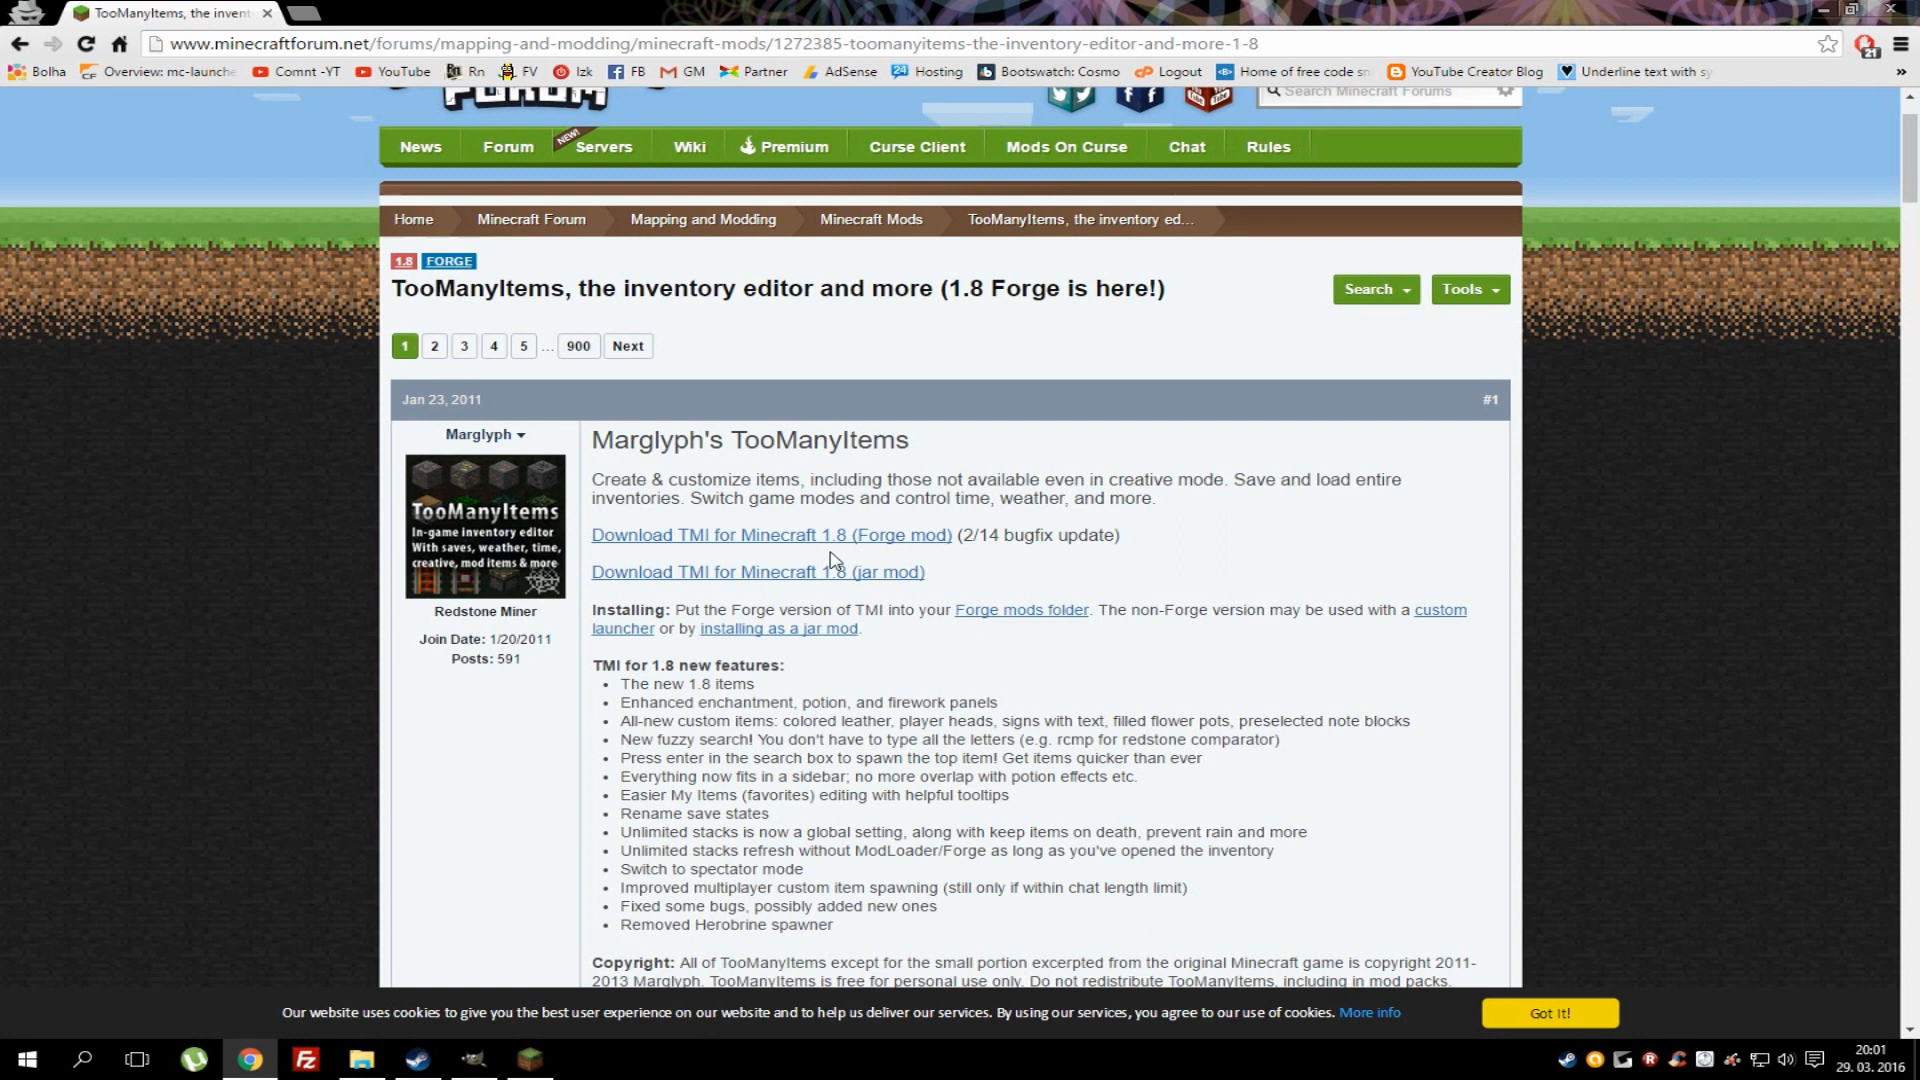 TooManyItems, the invent
www.minecraftforum.net/forums/mapping-and-modding/minecraft-mods/1272385-toomanyitems-the-inventory-editor-and-more-1-8
21
Bolha Overview: mc-launche Comnt -YT YouTube Rn FV Izk FB GM Partner AdSense 24 Hosting Bootswatch: Cosmo Logout Home of free code sn YouTube Creator Blog Underline text with sy »
FORUM
Search Minecraft Forums
News Forum NEW! Servers Wiki Premium Curse Client Mods On Curse Chat Rules
Home Minecraft Forum Mapping and Modding Minecraft Mods TooManyItems, the inventory ed...
1.8 FORGE
TooManyItems, the inventory editor and more (1.8 Forge is here!)
Search Tools
1 2 3 4 5 ... 900 Next
Jan 23, 2011 #1
Marglyph
TooManyItems
In-game inventory editor
With saves, weather, time,
creative, mod items & more
Redstone Miner
Join Date: 1/20/2011
Posts: 591
Marglyph's TooManyItems
Create & customize items, including those not available even in creative mode. Save and load entire
inventories. Switch game modes and control time, weather, and more.
Download TMI for Minecraft 1.8 (Forge mod) (2/14 bugfix update)
Download TMI for Minecraft 1.8 (jar mod)
Installing: Put the Forge version of TMI into your Forge mods folder. The non-Forge version may be used with a custom
launcher or by installing as a jar mod.
TMI for 1.8 new features:
• The new 1.8 items
• Enhanced enchantment, potion, and firework panels
• All-new custom items: colored leather, player heads, signs with text, filled flower pots, preselected note blocks
• New fuzzy search! You don't have to type all the letters (e.g. rcmp for redstone comparator)
• Press enter in the search box to spawn the top item! Get items quicker than ever
• Everything now fits in a sidebar; no more overlap with potion effects etc.
• Easier My Items (favorites) editing with helpful tooltips
• Rename save states
• Unlimited stacks is now a global setting, along with keep items on death, prevent rain and more
• Unlimited stacks refresh without ModLoader/Forge as long as you've opened the inventory
• Switch to spectator mode
• Improved multiplayer custom item spawning (still only if within chat length limit)
• Fixed some bugs, possibly added new ones
• Removed Herobrine spawner
Copyright: All of TooManyItems except for the small portion excerpted from the original Minecraft game is copyright 2011-
2013 Marglyph. TooManyItems is free for personal use only. Do not redistribute TooManyItems, including in mod packs.
Our website uses cookies to give you the best user experience on our website and to help us deliver our services. By using our services, you agree to our use of cookies. More info Got It!
20:01
29. 03. 2016